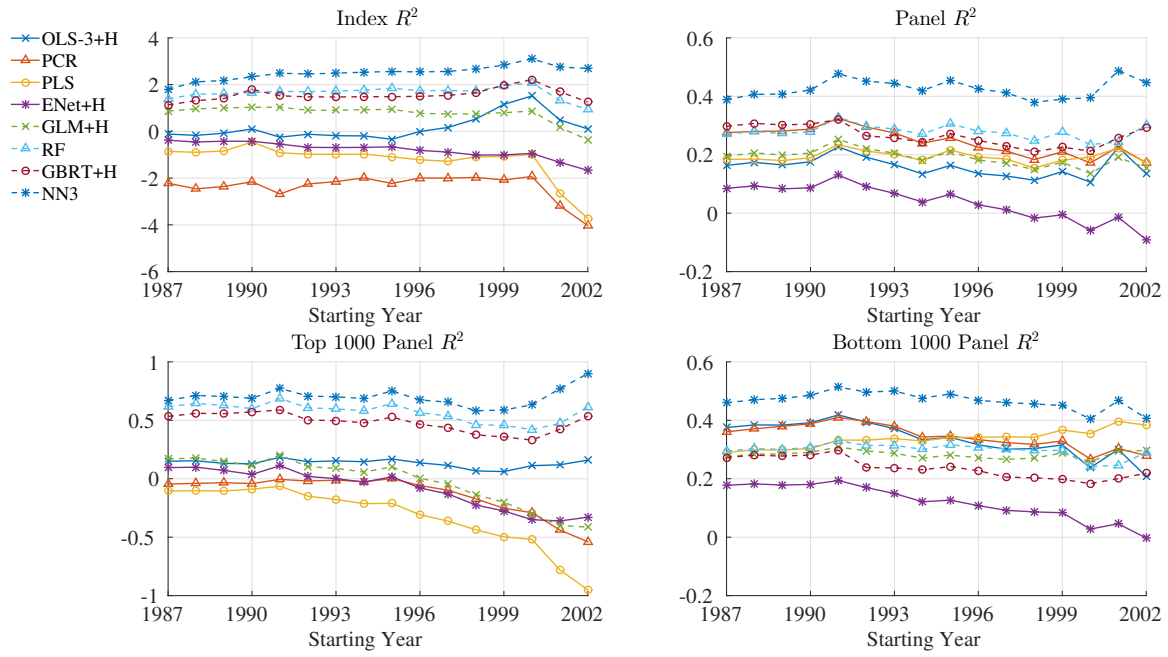 OLS-3+H
PCR
PLS
ENet+H
GLM+H
RF
GBRT+H
NN3
Index R²
4
2
0
-2
-4
-6
1987 1990 1993 1996 1999 2002
Starting Year
Panel R²
0.6
0.4
0.2
0
-0.2
1987 1990 1993 1996 1999 2002
Starting Year
Top 1000 Panel R²
1
0.5
0
-0.5
-1
1987 1990 1993 1996 1999 2002
Starting Year
Bottom 1000 Panel R²
0.6
0.4
0.2
0
-0.2
1987 1990 1993 1996 1999 2002
Starting Year